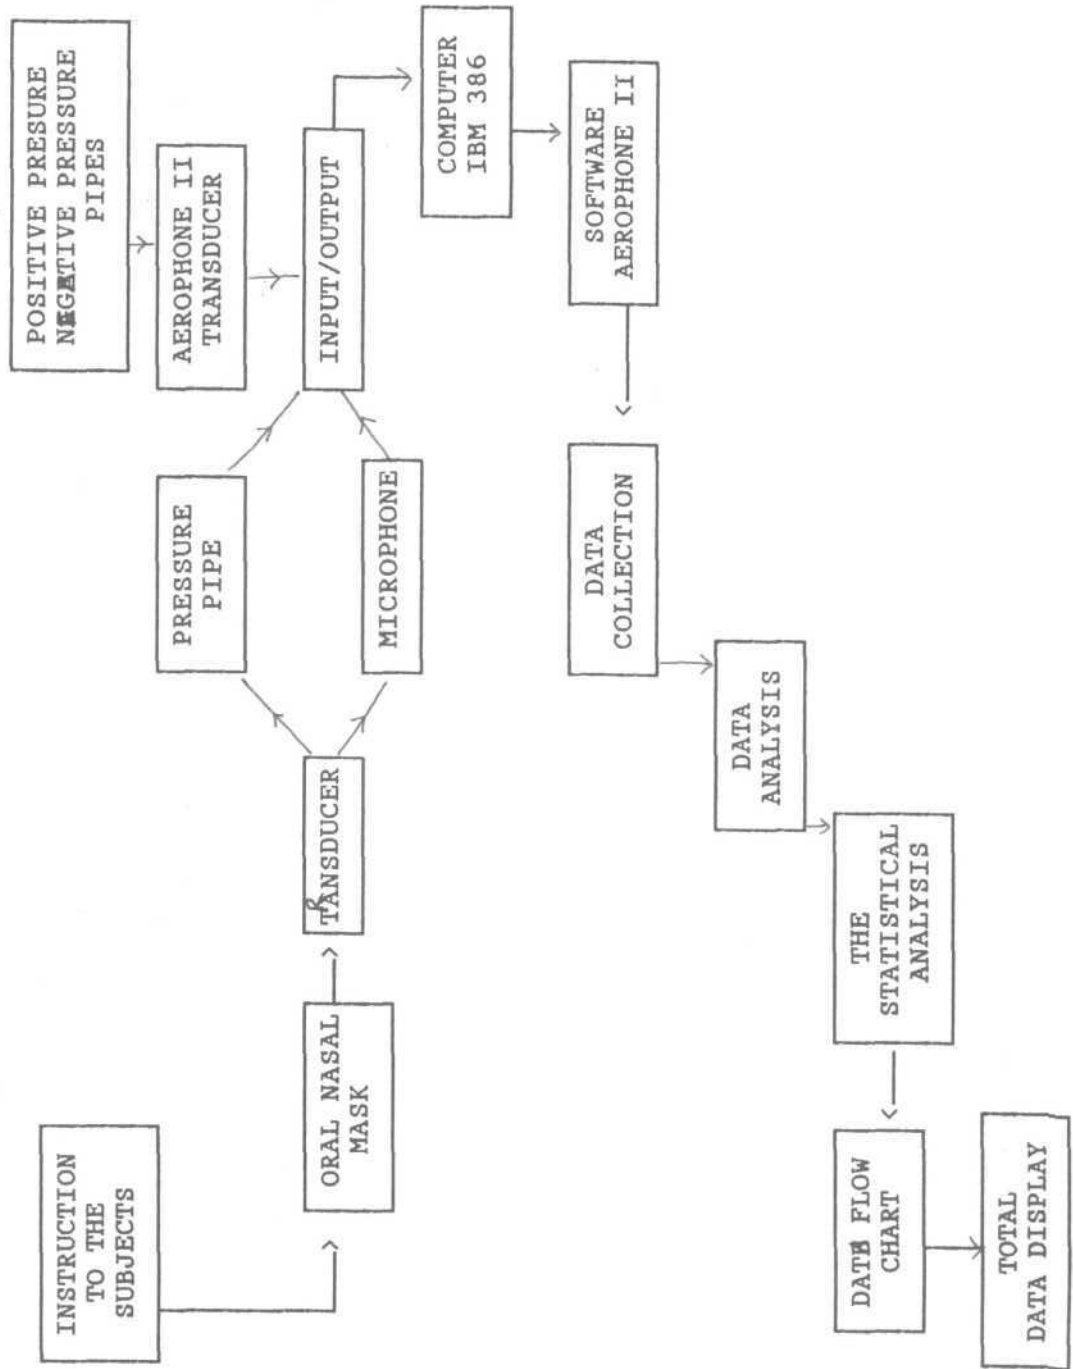 INSTRUCTION
TO THE
SUBJECTS
ORAL NASAL
MASK
TRANSDUCER
PRESSURE
PIPE
MICROPHONE
POSITIVE PRESURE
NEGATIVE PRESSURE
PIPES
AEROPHONE II
TRANSDUCER
INPUT/OUTPUT
COMPUTER
IBM 386
SOFTWARE
AEROPHONE II
DATA
COLLECTION
DATA
ANALYSIS
THE
STATISTICAL
ANALYSIS
DATA FLOW
CHART
TOTAL
DATA DISPLAY